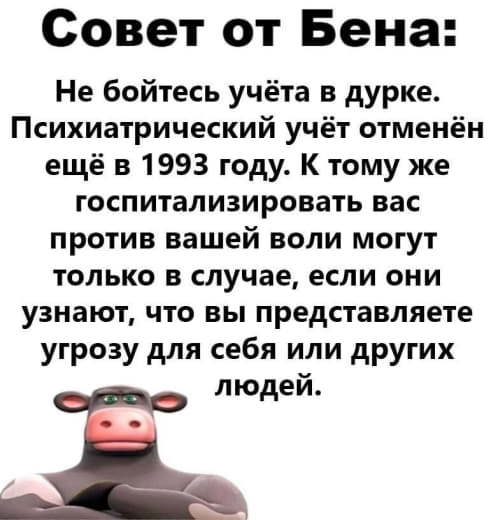 Совет от Бена:
Не бойтесь учёта в дурке.
Психиатрический учёт отменён
ещё в 1993 году. К тому же
госпитализировать вас
против вашей воли могут
только в случае, если они
узнают, что вы представляете
угрозу для себя или других
людей.